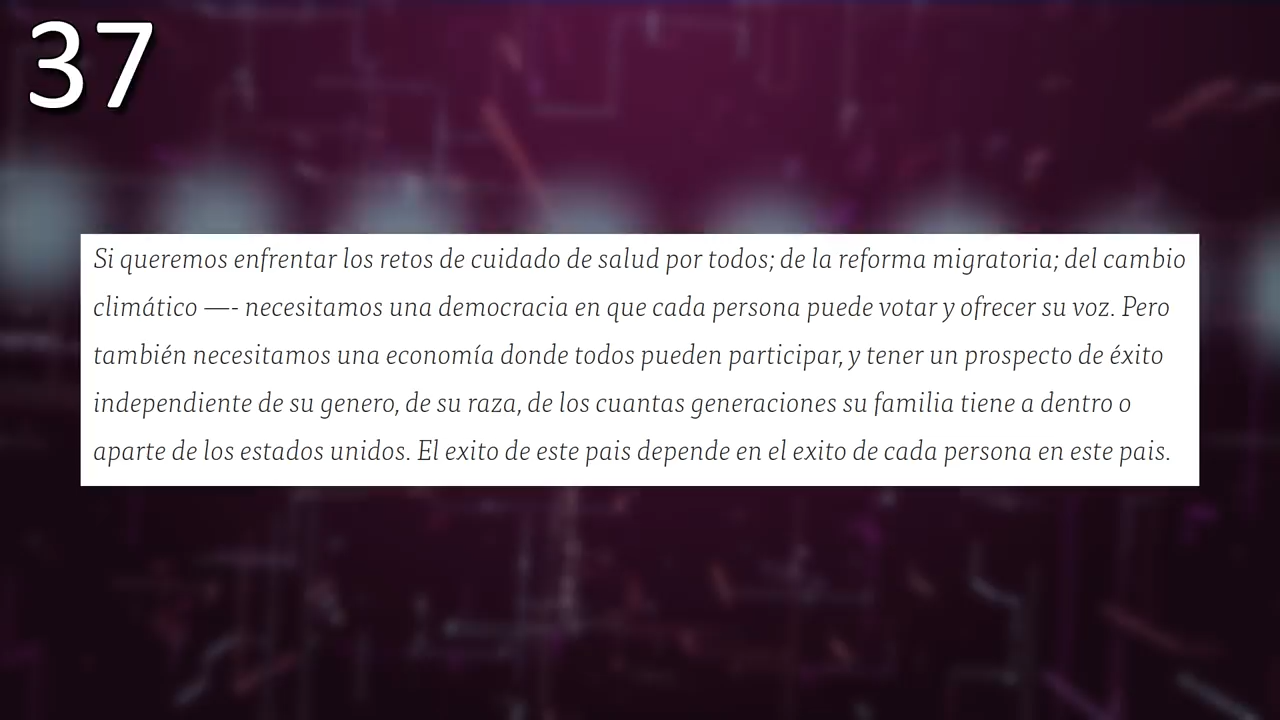 37
Si queremos enfrentar los retos de cuidado de salud por todos; de la reforma migratoria; del cambio
climático —- necesitamos una democracia en que cada persona puede votar y ofrecer su voz. Pero
también necesitamos una economía donde todos pueden participar, y tener un prospecto de éxito
independiente de su genero, de su raza, de los cuantas generaciones su familia tiene a dentro o
aparte de los estados unidos. El exito de este pais depende en el exito de cada persona en este pais.